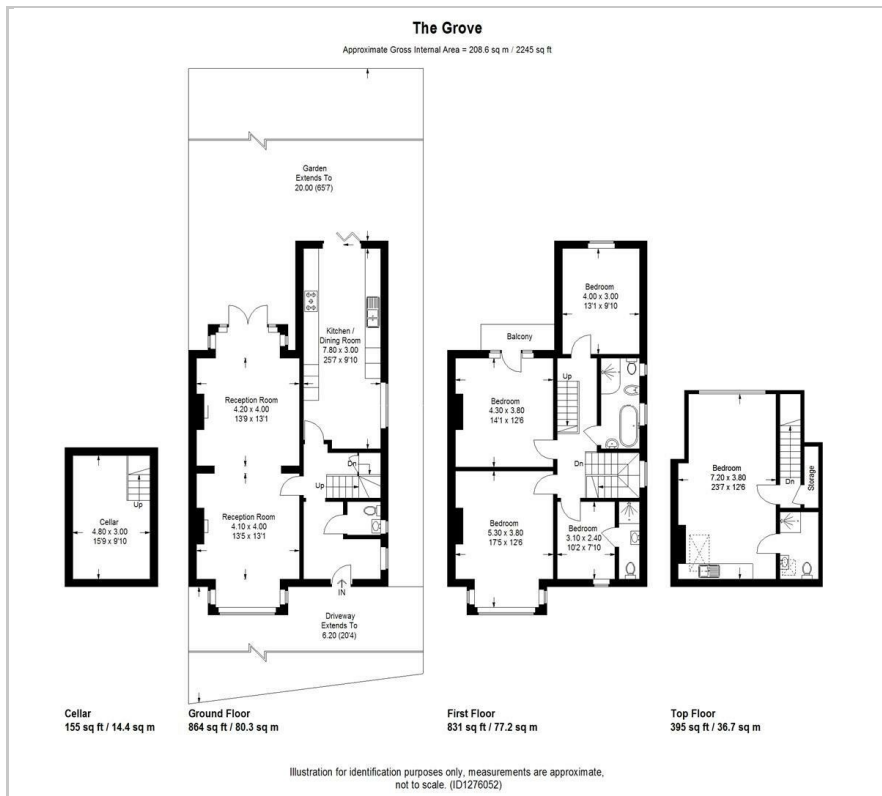 The Grove
Approximate Gross Internal Area = 208.6 sq m / 2245 sq ft
Garden
Extends To
20.00 (65'7)
Kitchen /
Dining Room
7.80 x 3.00
25'7 x 9'10
Reception Room
4.20 x 4.00
13'9 x 13'1
Dn
Up
Reception Room
4.10 x 4.00
13'5 x 13'1
IN
Driveway
Extends To
6.20 (20'4)
Up
Cellar
4.80 x 3.00
15'9 x 9'10
Bedroom
4.00 x 3.00
13'1 x 9'10
Balcony
Up
Bedroom
4.30 x 3.80
14'1 x 12'6
Dn
Bedroom
5.30 x 3.80
17'5 x 12'6
Bedroom
3.10 x 2.40
10'2 x 7'10
Bedroom
7.20 x 3.80
23'7 x 12'6
Dn
Storage
Cellar
155 sq ft / 14.4 sq m
Ground Floor
864 sq ft / 80.3 sq m
First Floor
831 sq ft / 77.2 sq m
Top Floor
395 sq ft / 36.7 sq m
Illustration for identification purposes only, measurements are approximate,
not to scale. (ID1276052)